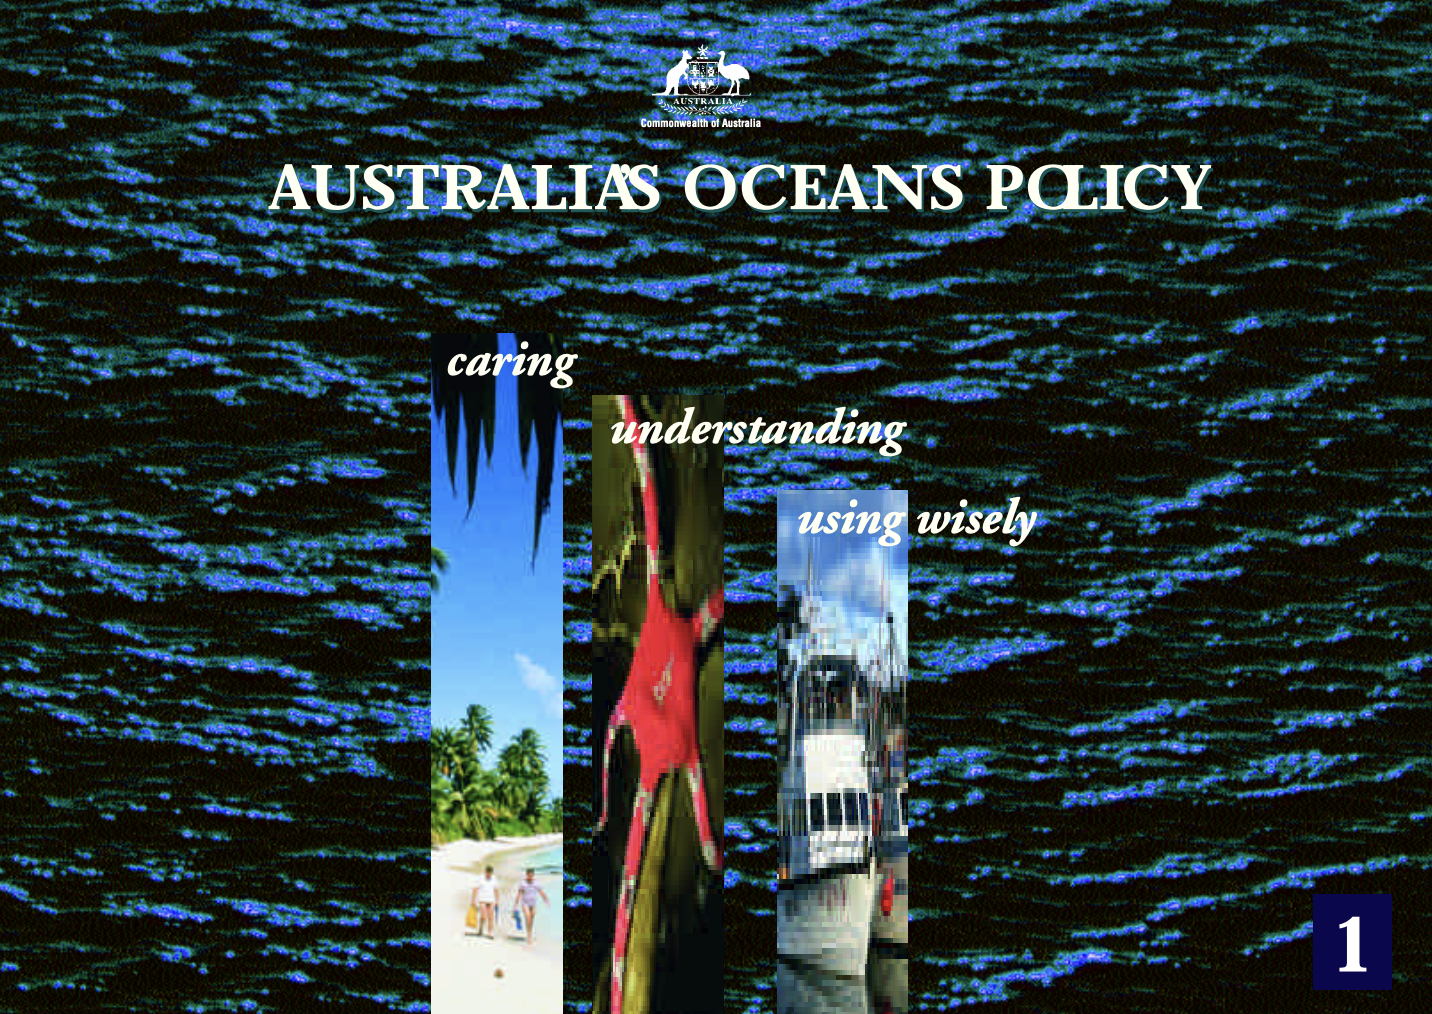 AUSTRALIA
Commonwealth of Australia
AUSTRALIA'S OCEANS POLICY
caring
understanding
using wisely
1